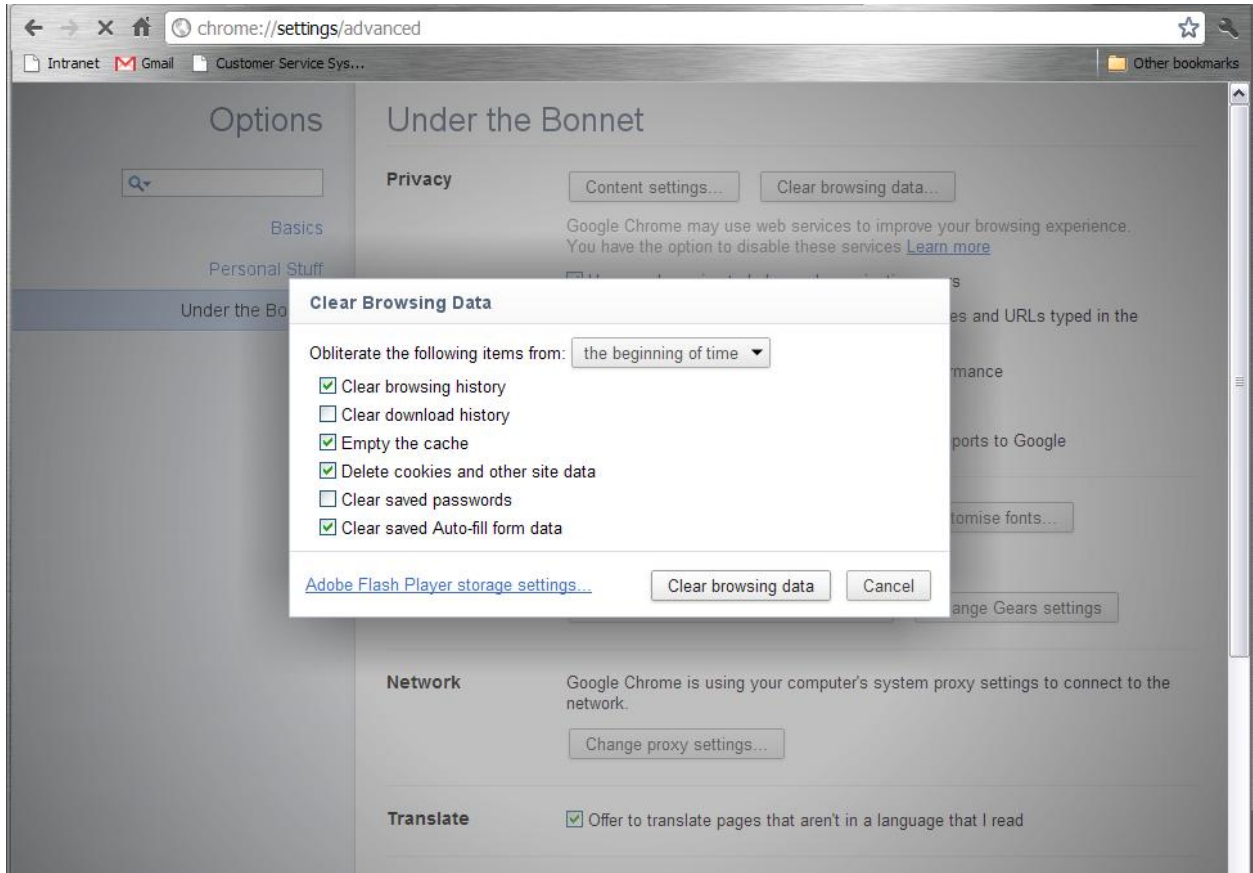 chrome://settings/advanced
Intranet Gmail Customer Service Sys... Other bookmarks
Options
Basics
Personal Stuff
Under the Bo
Under the Bonnet
Privacy
Content settings... Clear browsing data...
Google Chrome may use web services to improve your browsing experience.
You have the option to disable these services Learn more
es and URLs typed in the
rmance
ports to Google
tomise fonts...
ange Gears settings
Clear Browsing Data
Obliterate the following items from: the beginning of time
Clear browsing history
Clear download history
Empty the cache
Delete cookies and other site data
Clear saved passwords
Clear saved Auto-fill form data
Adobe Flash Player storage settings... Clear browsing data Cancel
Network
Google Chrome is using your computer's system proxy settings to connect to the
network.
Change proxy settings...
Translate
Offer to translate pages that aren't in a language that I read